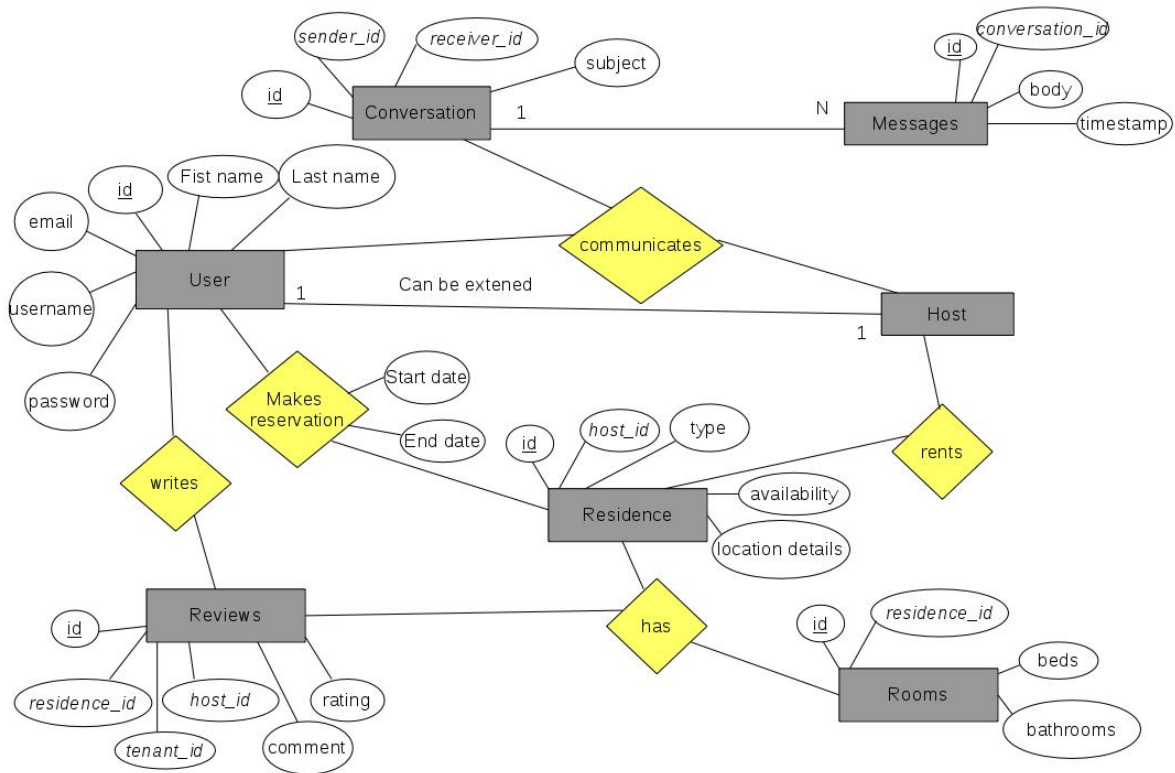 sender_id
receiver_id
subject
id
Conversation
1
N
id
conversation_id
body
Messages
timestamp
id
Fist name
Last name
email
User
username
password
communicates
Can be extened
1
1
Host
Makes
reservation
Start date
End date
writes
id
host_id
type
rents
availability
Residence
location details
Reviews
id
residence_id
tenant_id
host_id
comment
rating
has
id
residence_id
beds
Rooms
bathrooms